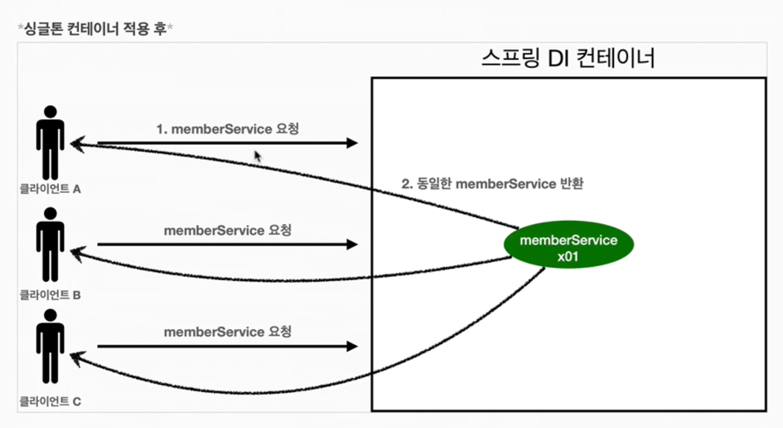 *싱글톤 컨테이너 적용 후*
스프링 DI 컨테이너
1. memberService 요청
클라이언트 A
2. 동일한 memberService 반환
memberService 요청
memberService
x01
클라이언트 B
memberService 요청
클라이언트 C